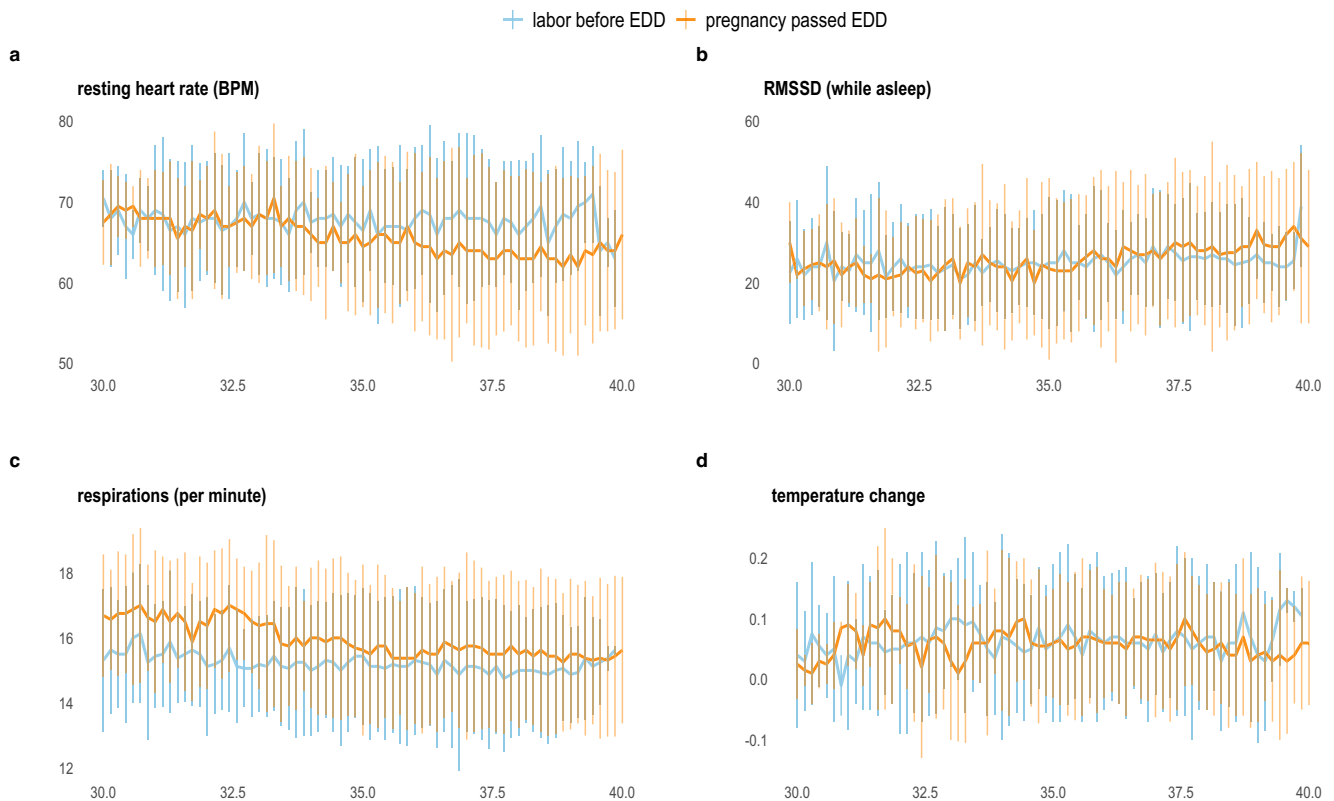 labor before EDD pregnancy passed EDD
a
resting heart rate (BPM)
80
70
60
50
30.0 32.5 35.0 37.5 40.0
b
RMSSD (while asleep)
60
40
20
0
30.0 32.5 35.0 37.5 40.0
c
respirations (per minute)
18
16
14
12
30.0 32.5 35.0 37.5 40.0
d
temperature change
0.2
0.1
0.0
-0.1
30.0 32.5 35.0 37.5 40.0